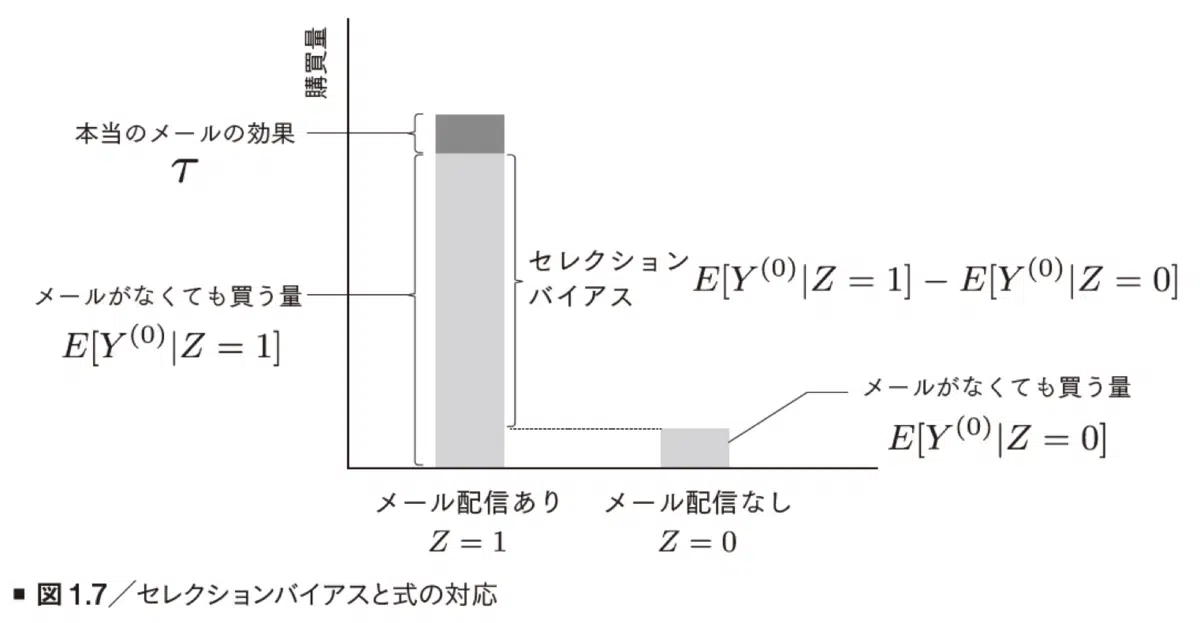 購買量
本当のメールの効果
τ
セレクション
バイアス
E[Y⁽⁰⁾|Z = 1] − E[Y⁽⁰⁾|Z = 0]
メールがなくても買う量
E[Y⁽⁰⁾|Z = 1]
メールがなくても買う量
E[Y⁽⁰⁾|Z = 0]
メール配信あり
Z = 1
メール配信なし
Z = 0
■ 図1.7／セレクションバイアスと式の対応